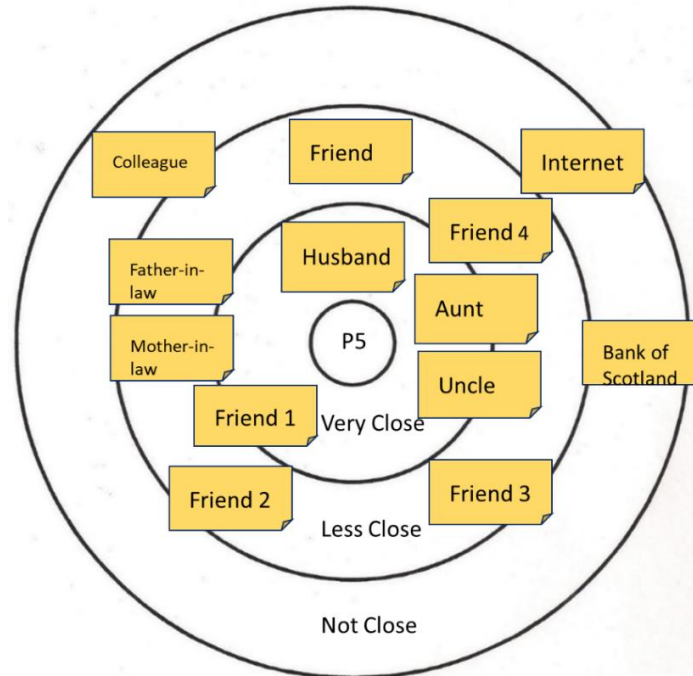 Friend
Colleague
Internet
Friend 4
Husband
Father-in-
law
Aunt
P5
Mother-in-
law
Bank of
Scotland
Uncle
Friend 1
Very Close
Friend 2
Friend 3
Less Close
Not Close